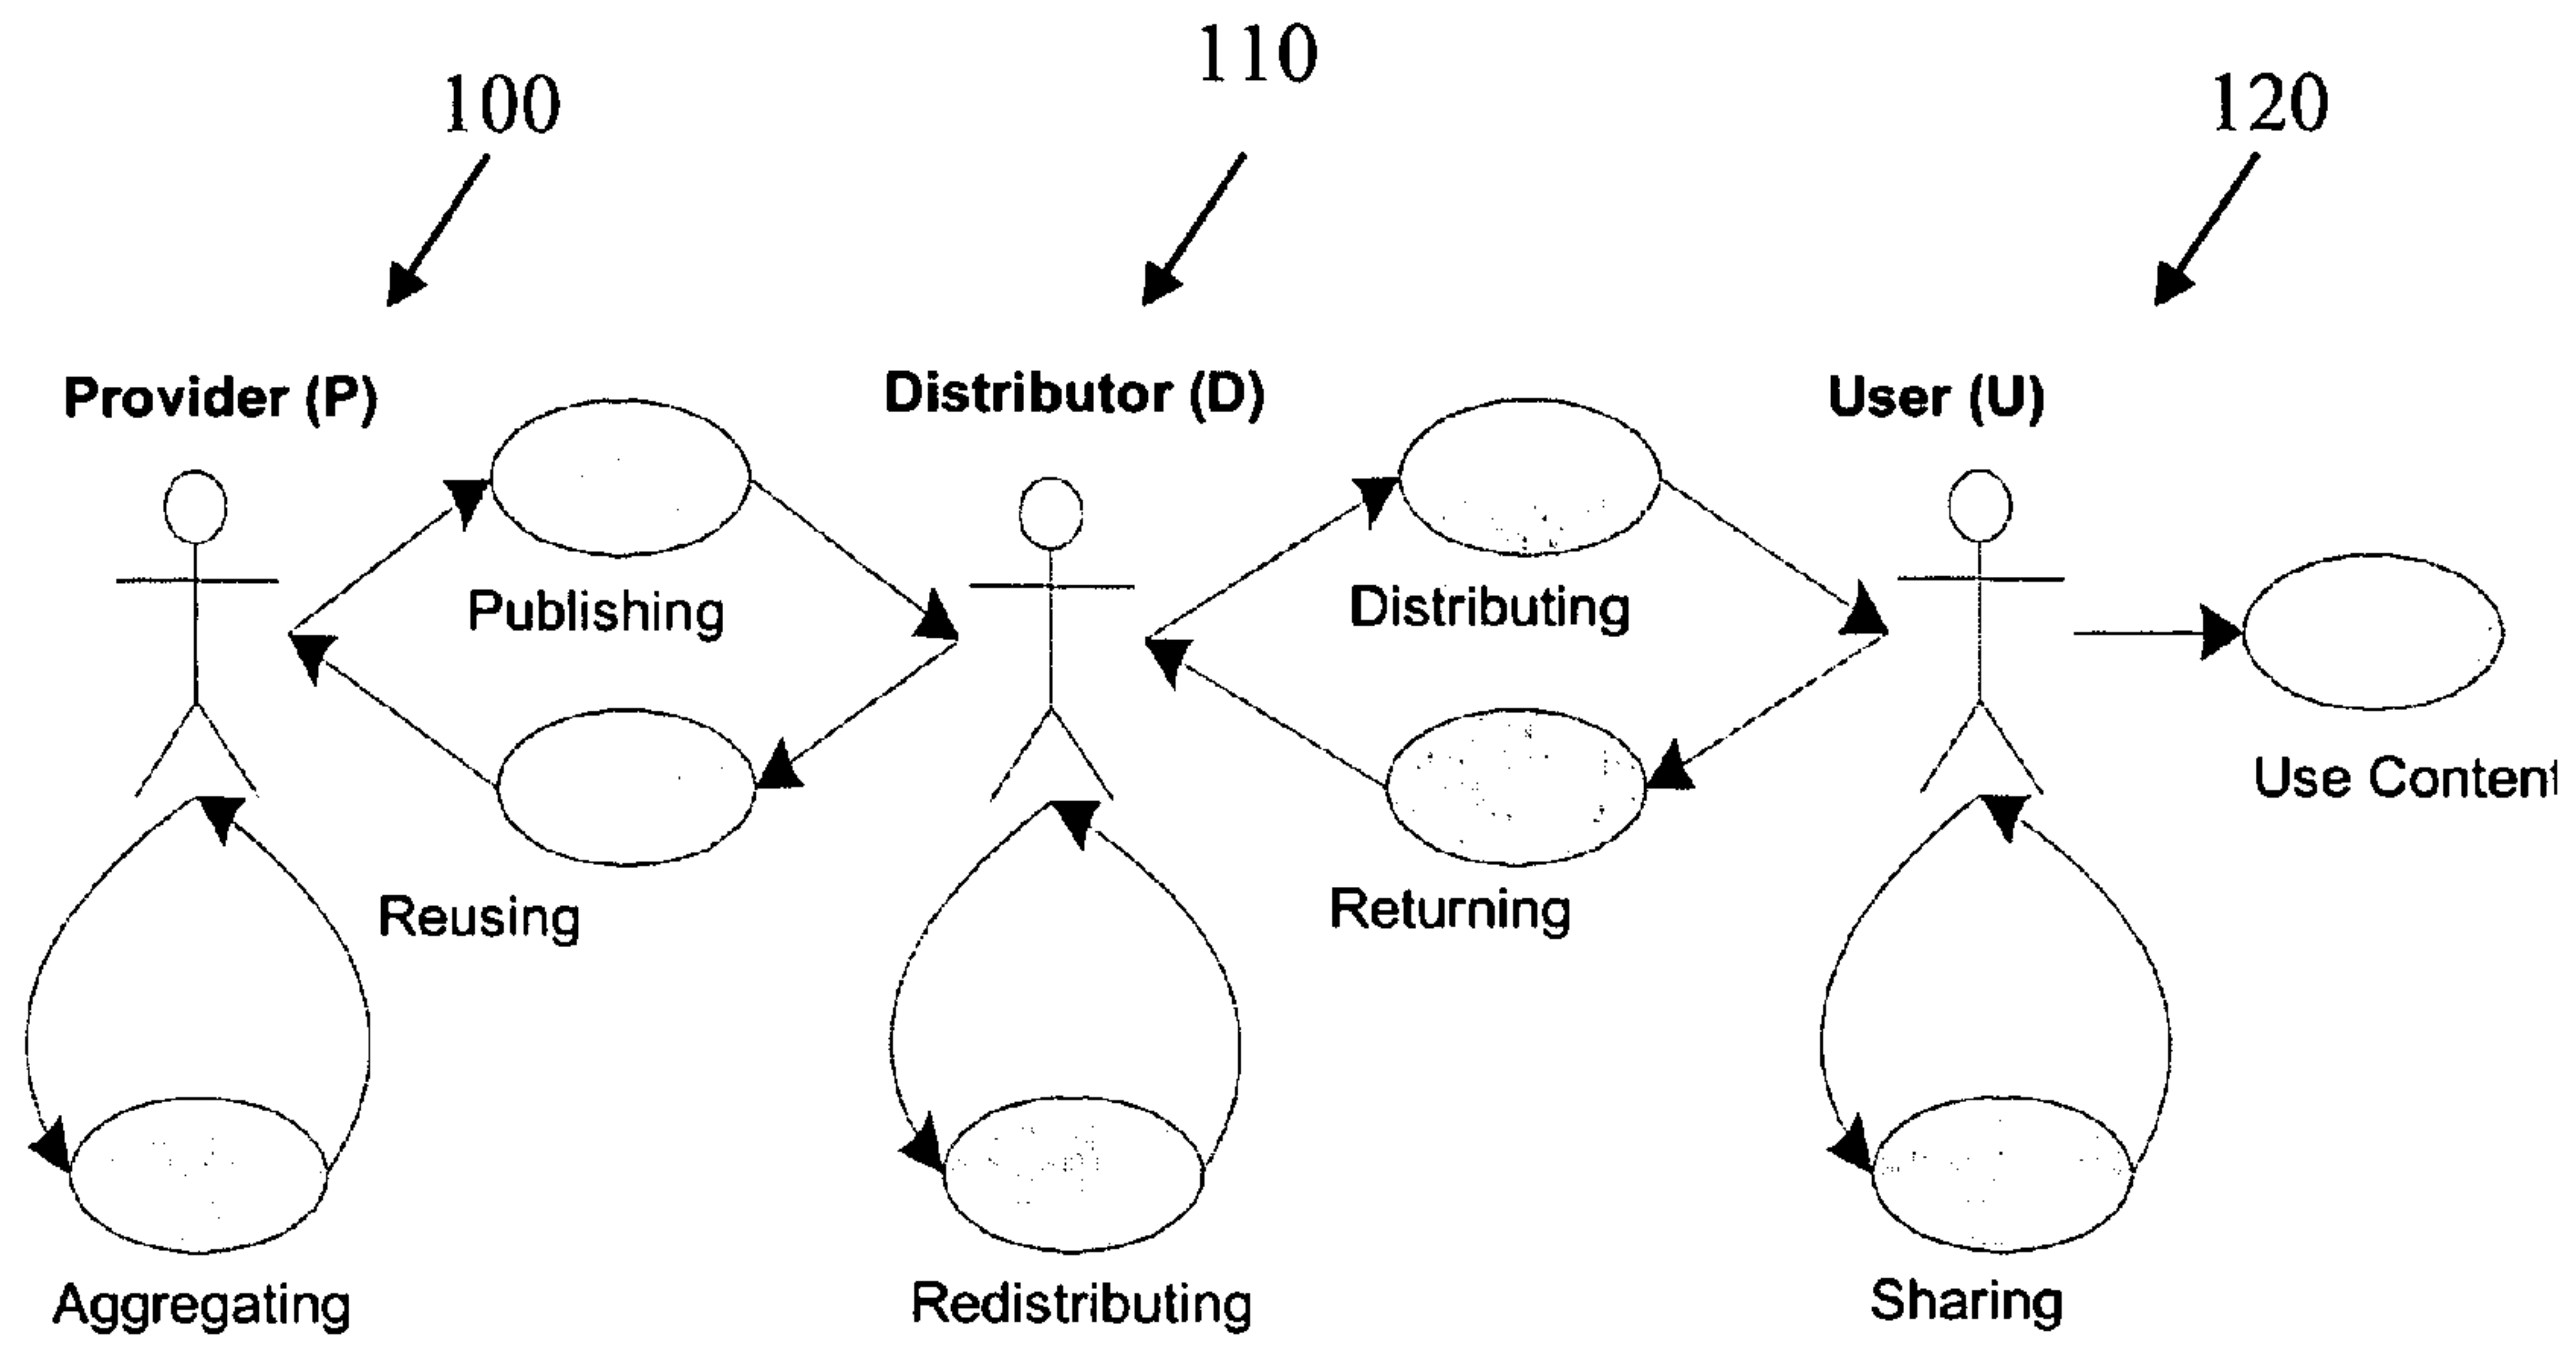 100
110
120
Provider (P)
Distributor (D)
User (U)
Publishing
Distributing
Use Content
Reusing
Returning
Aggregating
Redistributing
Sharing